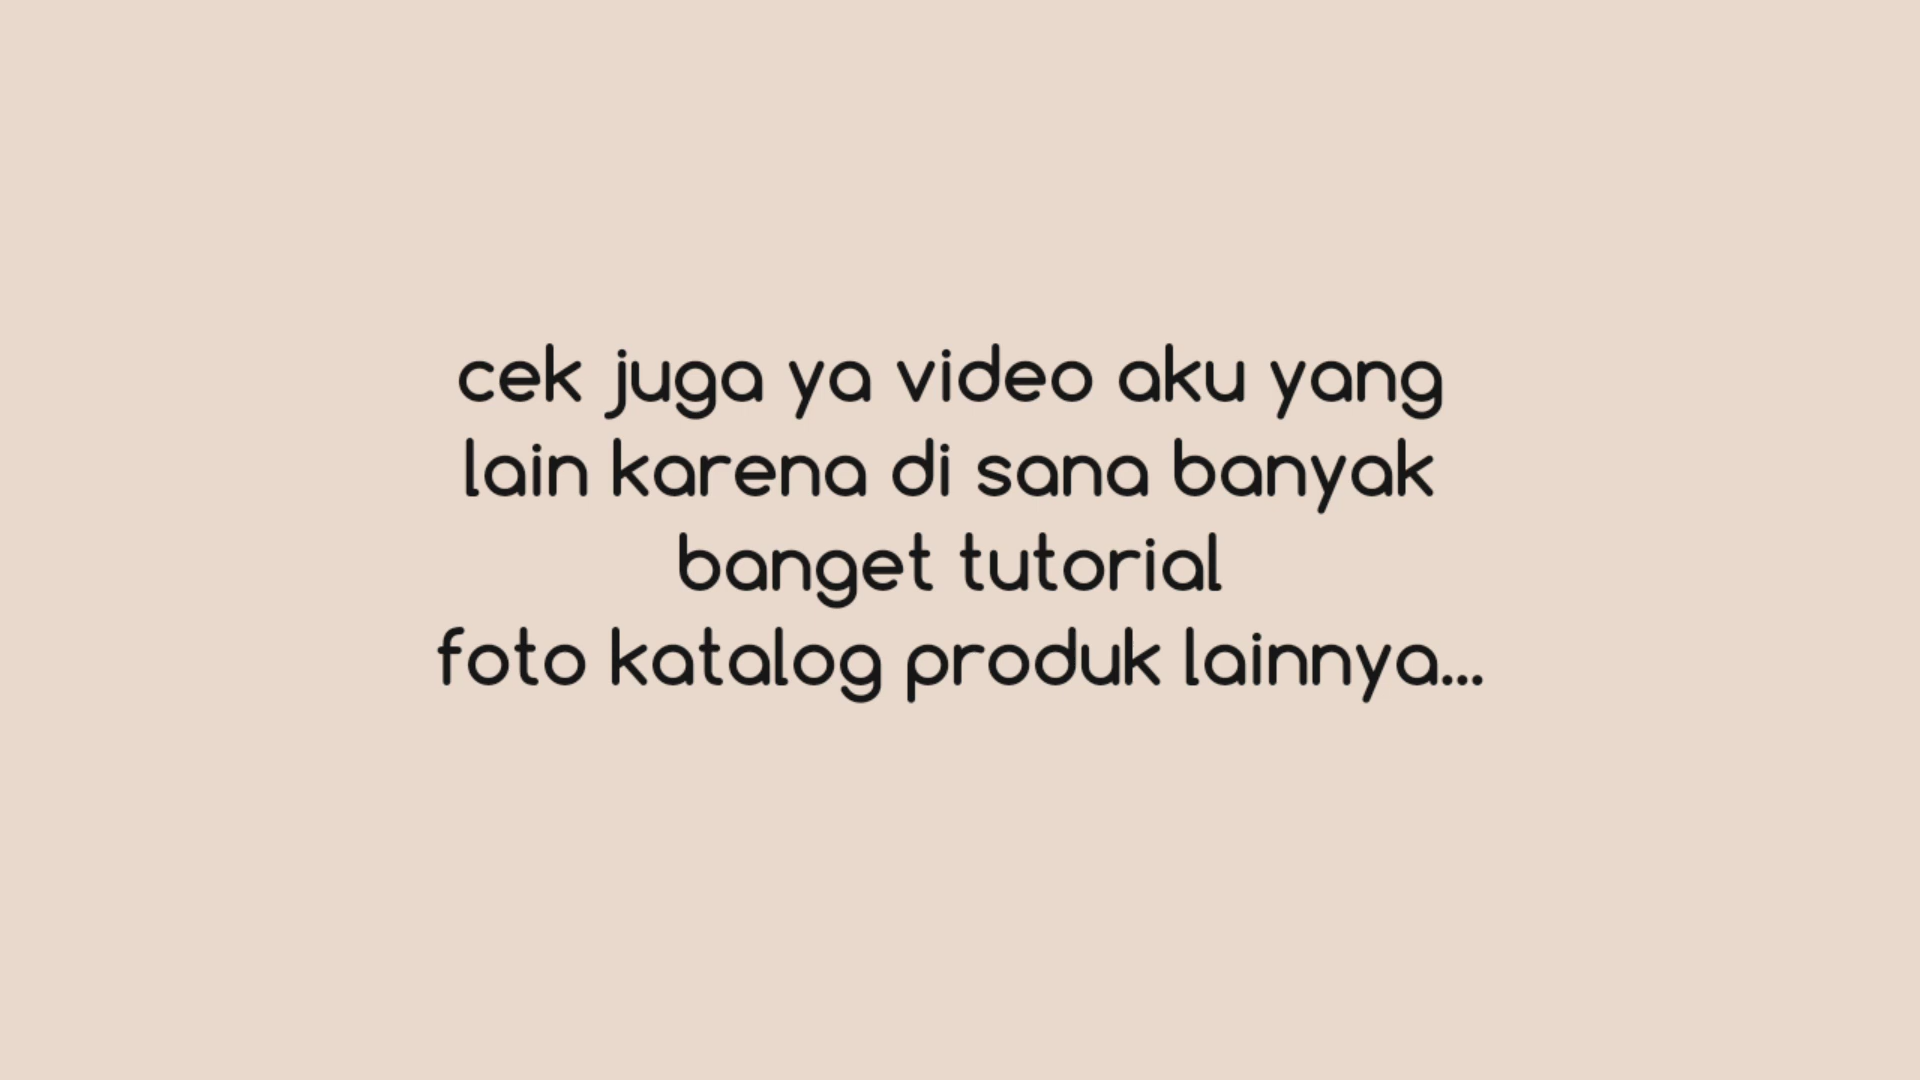 cek juga ya video aku yang
lain karena di sana banyak
banget tutorial
foto katalog produk lainnya...